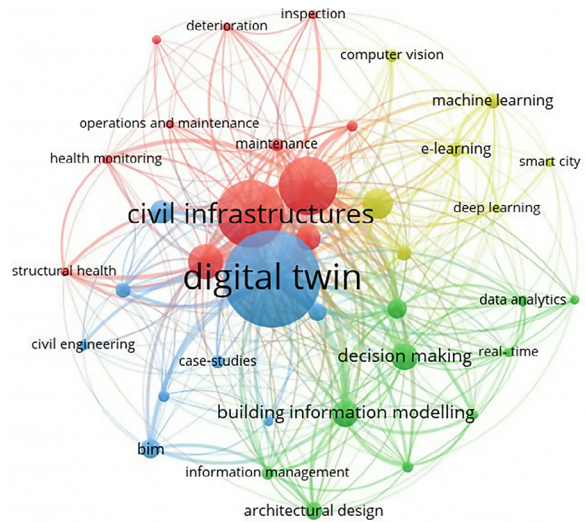 inspection
deterioration
computer vision
machine learning
operations and maintenance
maintenance
e-learning
health monitoring
smart city
civil infrastructures
deep learning
structural health
digital twin
data analytics
civil engineering
case-studies
decision making
real- time
building information modelling
bim
information management
architectural design